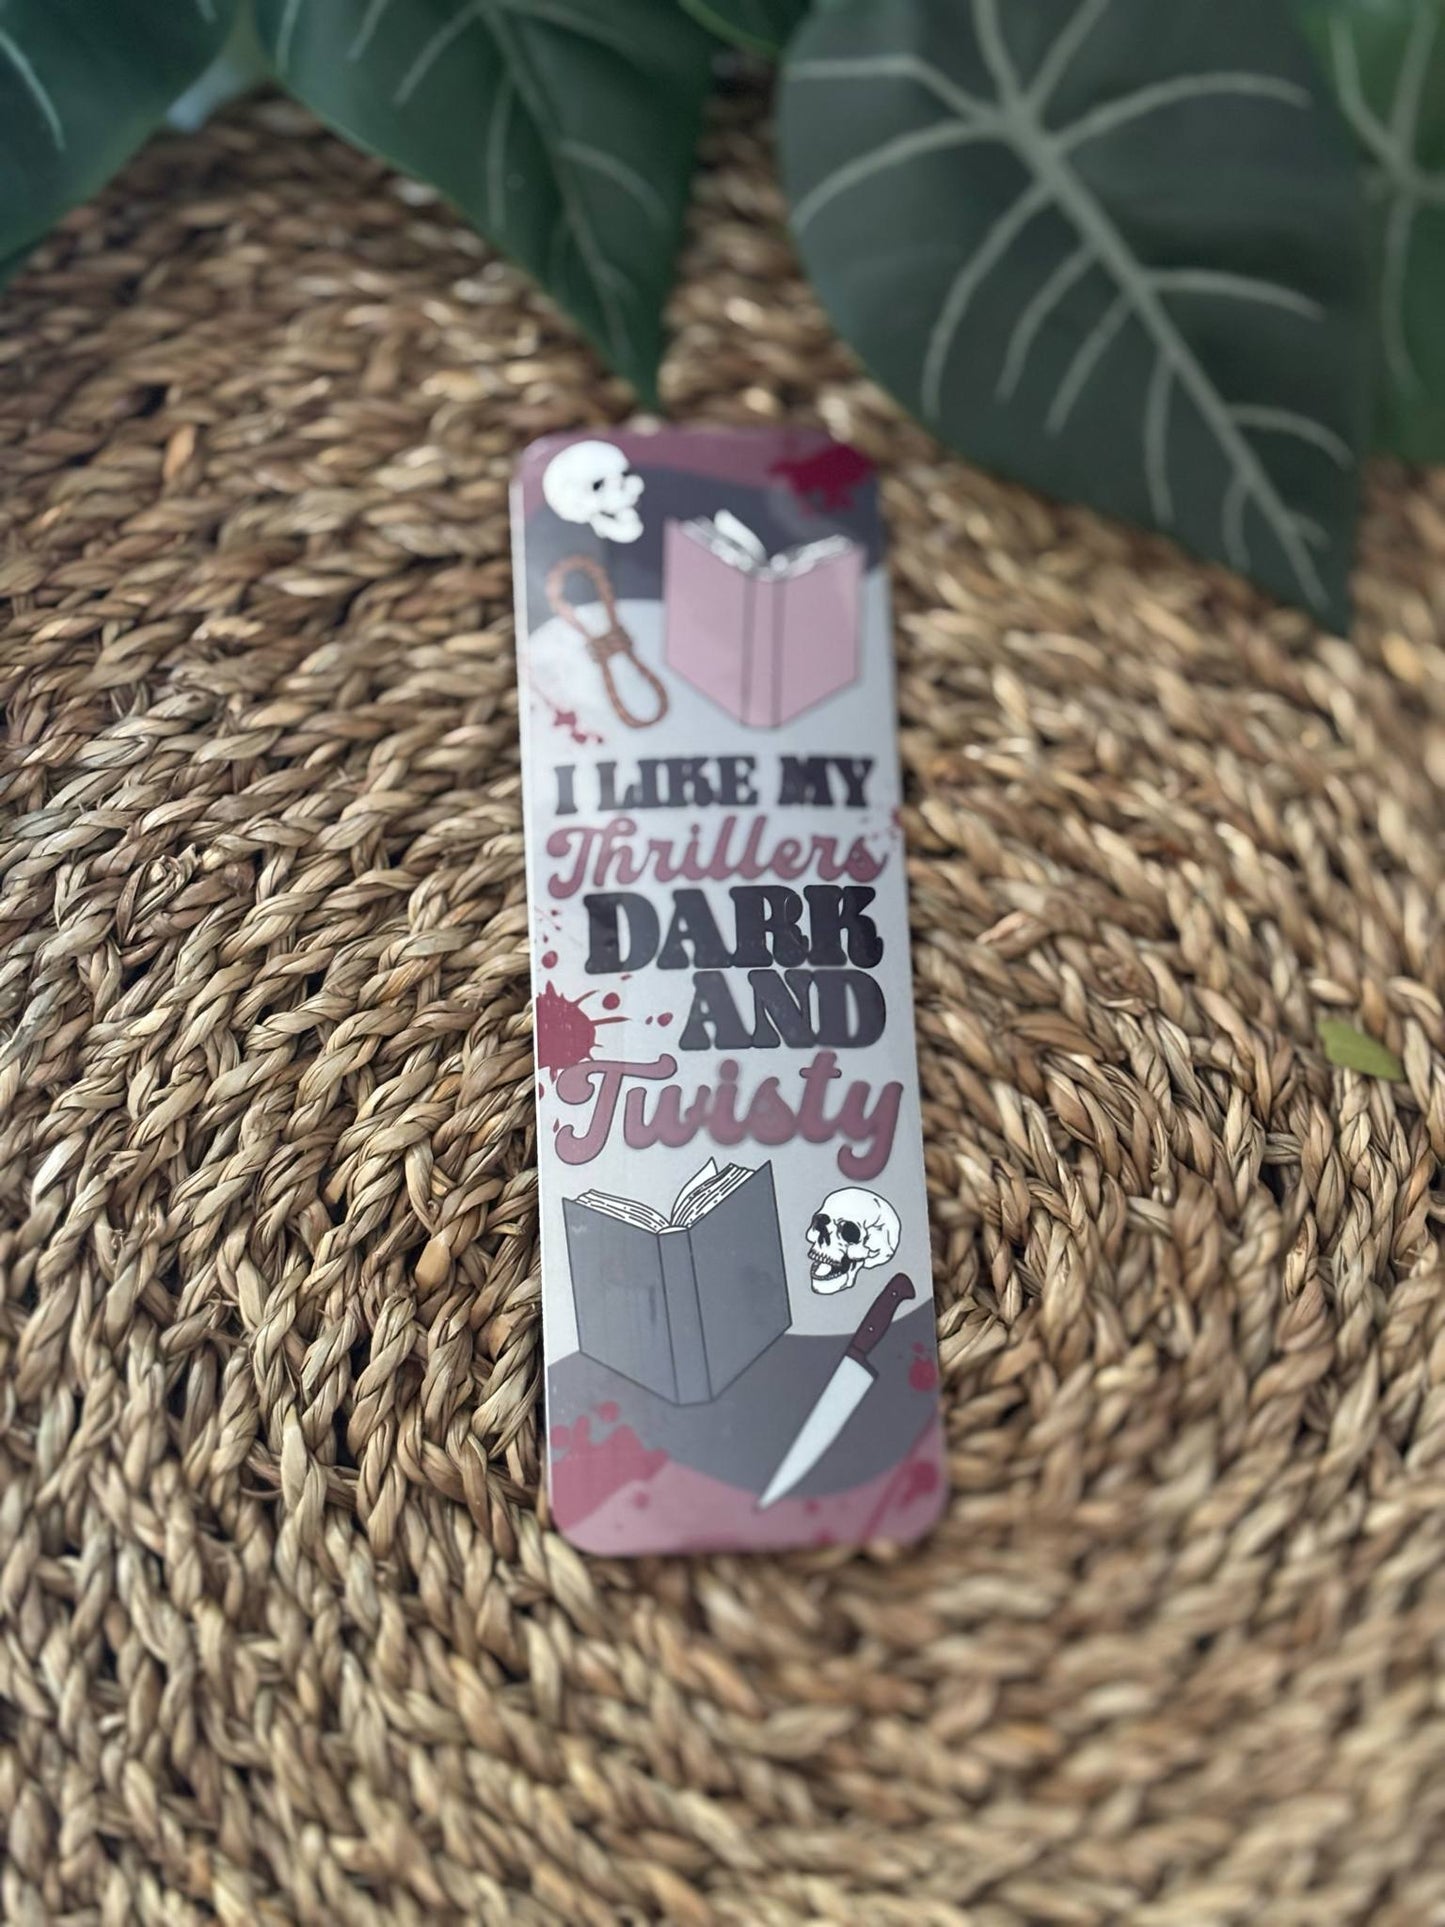 I LIKE MY
Thrillers
DARK
AND
Twisty